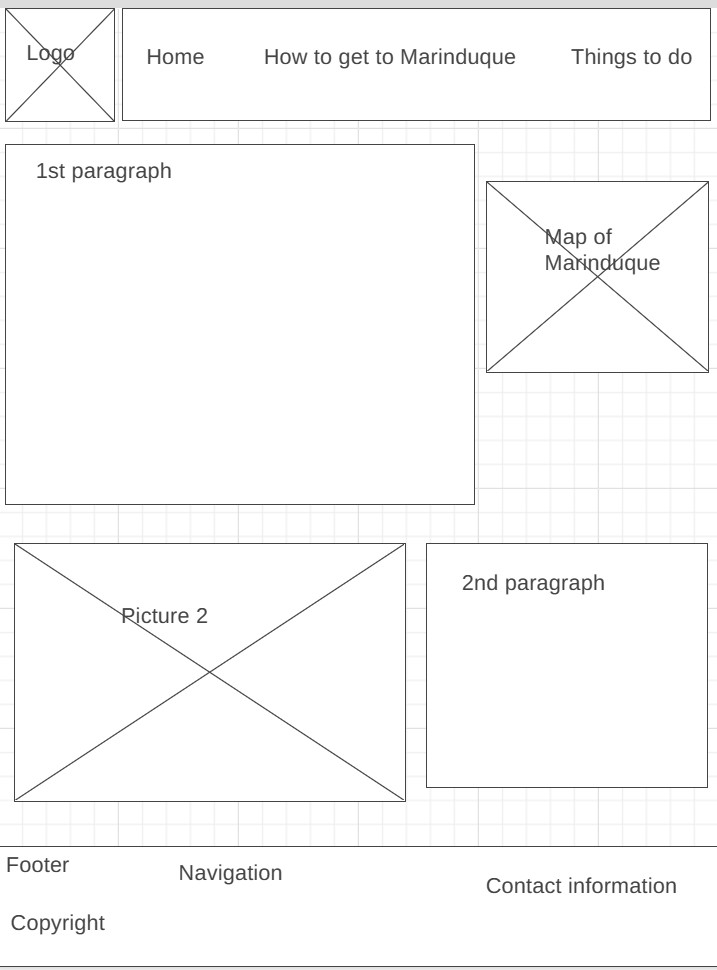 Logo
Home
How to get to Marinduque
Things to do
1st paragraph
Map of
Marinduque
Picture 2
2nd paragraph
Footer
Navigation
Contact information
Copyright